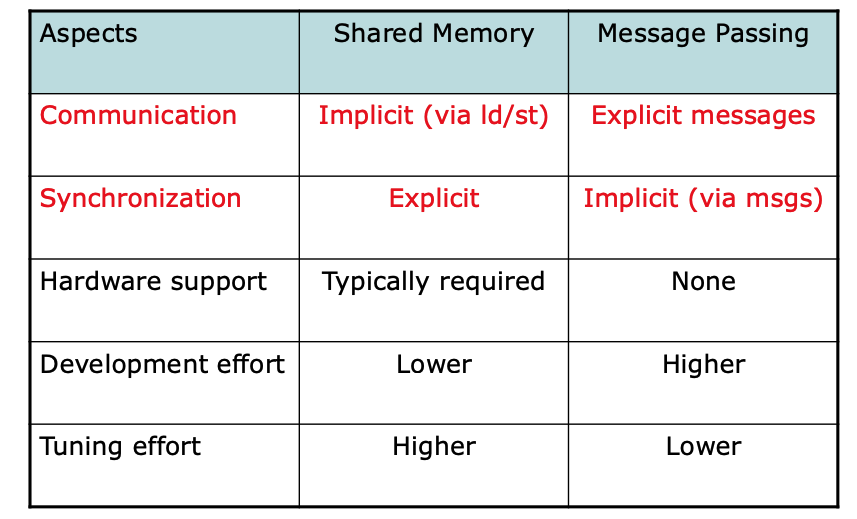 Aspects Shared Memory Message Passing
Communication Implicit (via ld/st) Explicit messages
Synchronization Explicit Implicit (via msgs)
Hardware support Typically required None
Development effort Lower Higher
Tuning effort Higher Lower